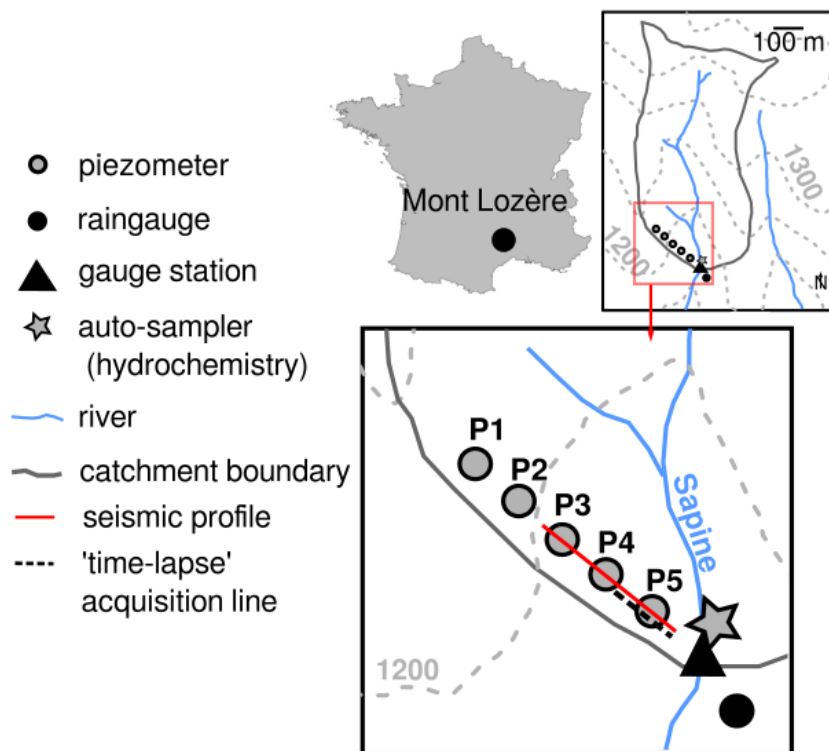 piezometer
raingauge
gauge station
auto-sampler
(hydrochemistry)
river
catchment boundary
seismic profile
'time-lapse'
acquisition line
Mont Lozère
100 m
1300
1200
N
P1
P2
P3
P4
P5
Sapine
1200